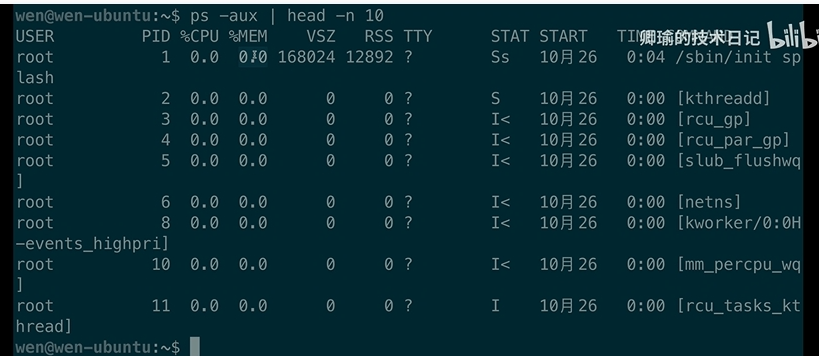 wen@wen-ubuntu:~$ ps -aux | head -n 10
USER PID %CPU %MEM VSZ RSS TTY STAT START
卿瑜的技术日记 bilibi
root 1 0.0 0.0 168024 12892 ? Ss 10月26 0:04 /sbin/init sp
lash
root 2 0.0 0.0 0 0 ? S 10月26 0:00 [kthreadd]
root 3 0.0 0.0 0 0 ? I< 10月26 0:00 [rcu_gp]
root 4 0.0 0.0 0 0 ? I< 10月26 0:00 [rcu_par_gp]
root 5 0.0 0.0 0 0 ? I< 10月26 0:00 [slub_flushwq
]
root 6 0.0 0.0 0 0 ? I< 10月26 0:00 [netns]
root 8 0.0 0.0 0 0 ? I< 10月26 0:00 [kworker/0:0H
-events_highpri]
root 10 0.0 0.0 0 0 ? I< 10月26 0:00 [mm_percpu_wq
]
root 11 0.0 0.0 0 0 ? I 10月26 0:00 [rcu_tasks_kt
hread]
wen@wen-ubuntu:~$